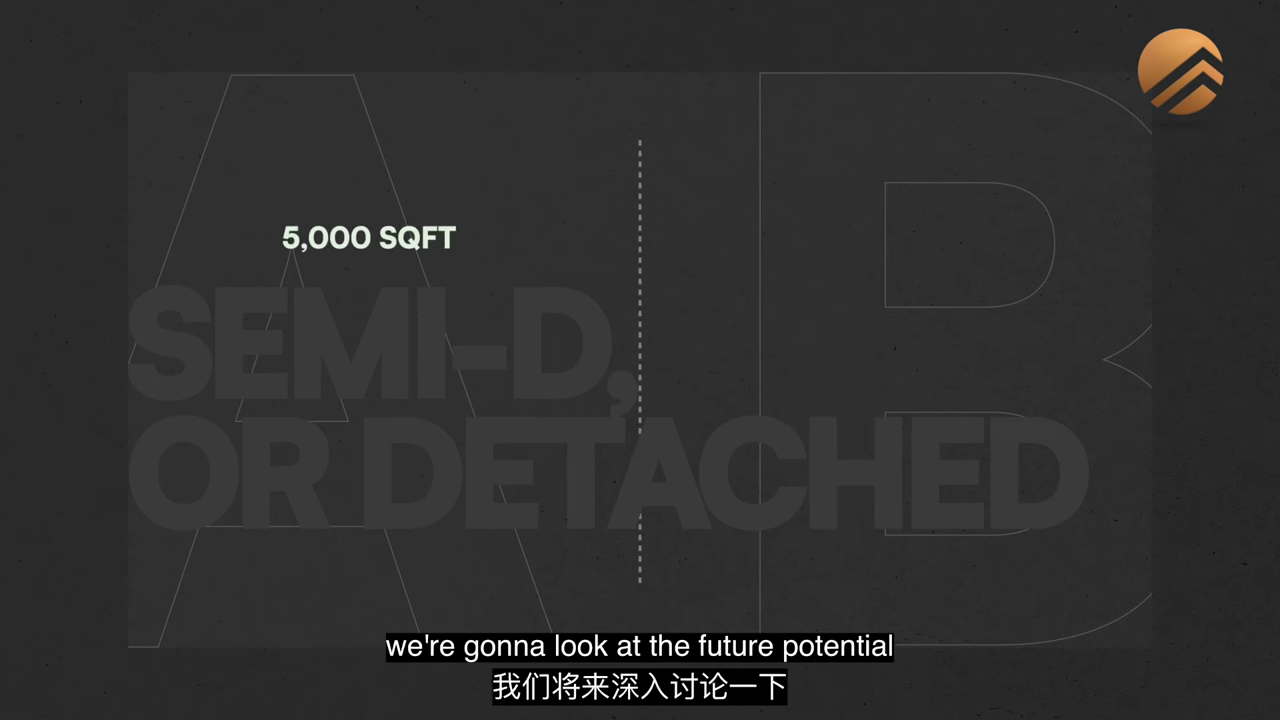 A
B
5,000 SQFT
SEMI-D,
OR DETACHED
we're gonna look at the future potential
我们将来深入讨论一下